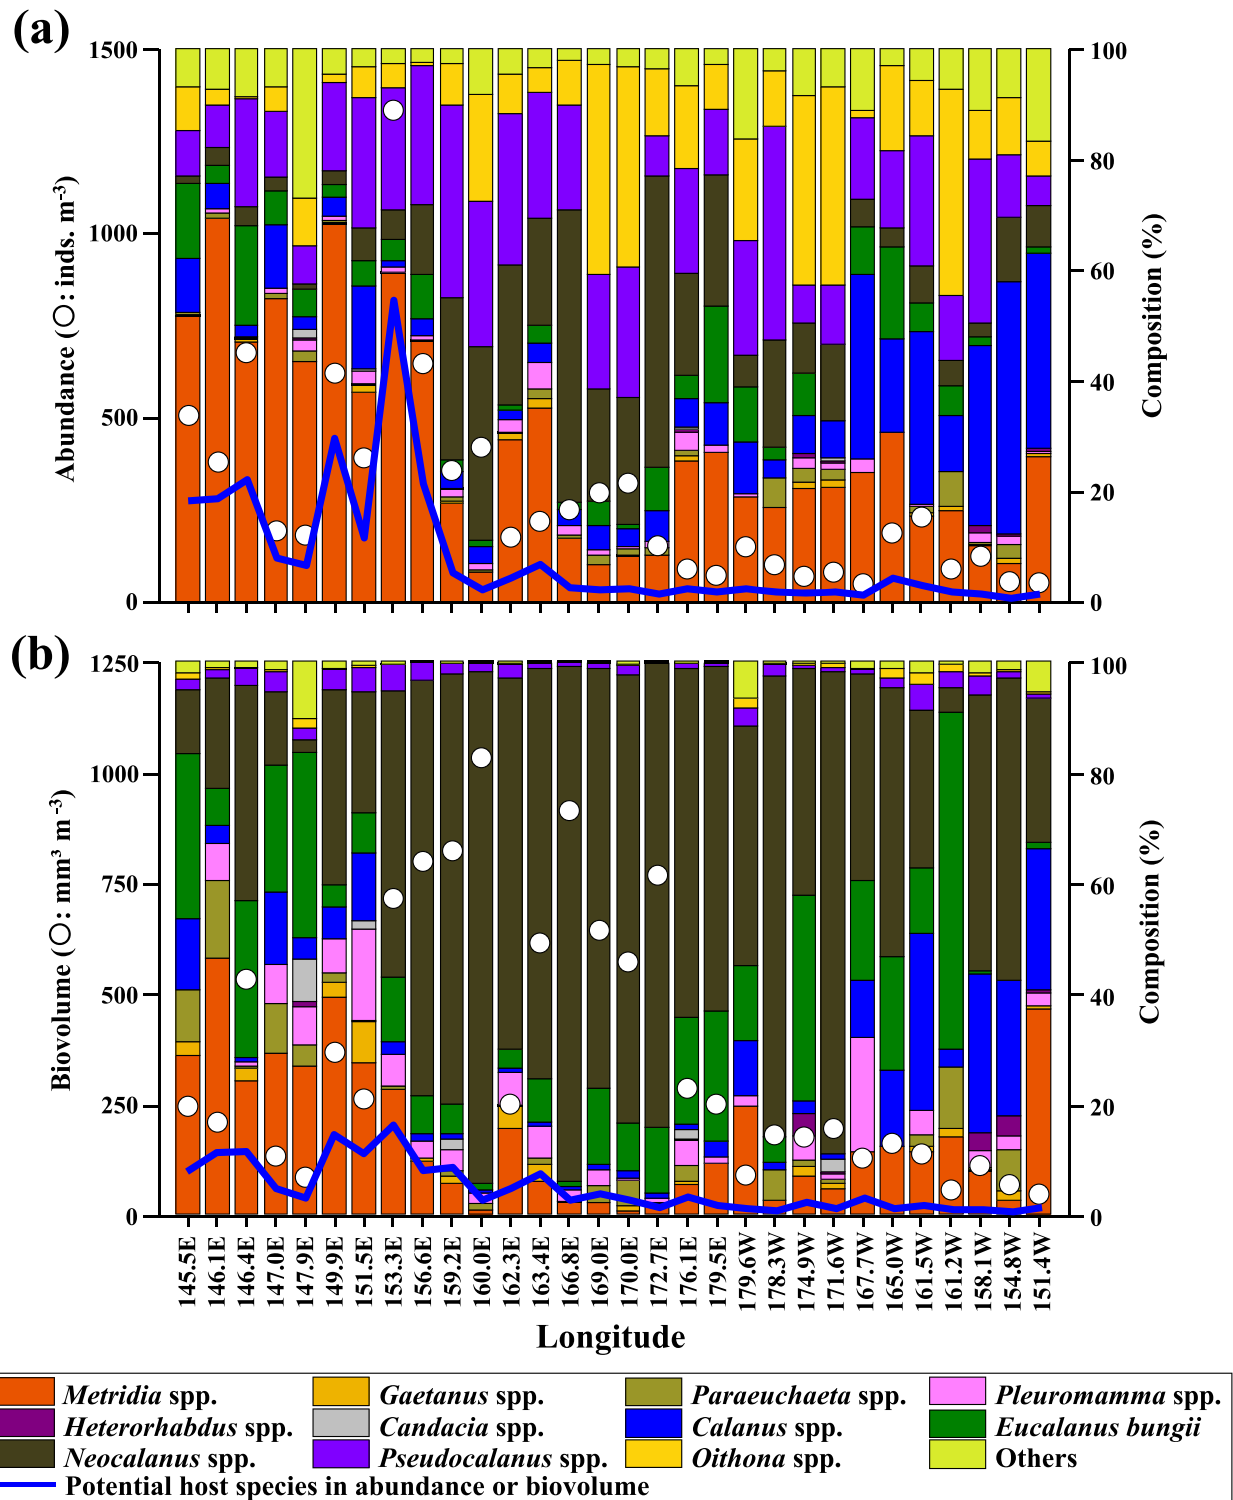 (a)
1500
1000
500
0
Abundance (○: inds. m⁻³)
100
80
60
40
20
0
Composition (%)
(b)
1250
1000
750
500
250
0
Biovolume (○: mm³ m⁻³)
100
80
60
40
20
0
Composition (%)
145.5E
146.1E
146.4E
147.0E
147.9E
149.9E
151.5E
153.3E
156.6E
159.2E
160.0E
162.3E
163.4E
166.8E
169.0E
170.0E
172.7E
176.1E
179.5E
179.6W
178.3W
174.9W
171.6W
167.7W
165.0W
161.5W
161.2W
158.1W
154.8W
151.4W
Longitude
Metridia spp. Gaetanus spp. Paraeuchaeta spp. Pleuromamma spp.
Heterorhabdus spp. Candacia spp. Calanus spp. Eucalanus bungii
Neocalanus spp. Pseudocalanus spp. Oithona spp. Others
Potential host species in abundance or biovolume